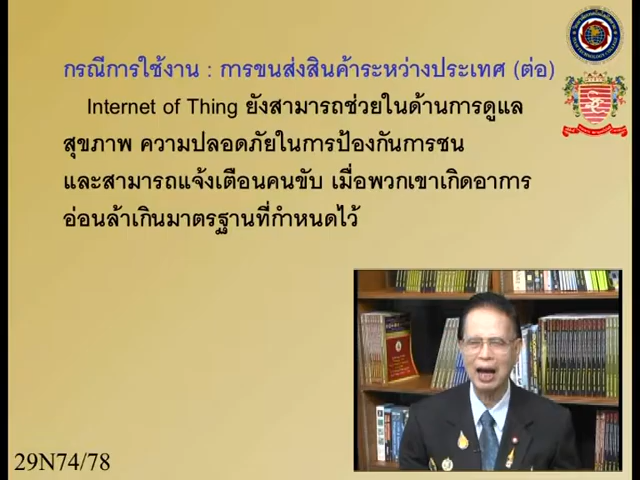 กรณีการใช้งาน : การขนส่งสินค้าระหว่างประเทศ (ต่อ)
Internet of Thing ยังสามารถช่วยในด้านการดูแล
สุขภาพ ความปลอดภัยในการป้องกันการชน
และสามารถแจ้งเตือนคนขับ เมื่อพวกเขาเกิดอาการ
อ่อนล้าเกินมาตรฐานที่กำหนดไว้
29N74/78